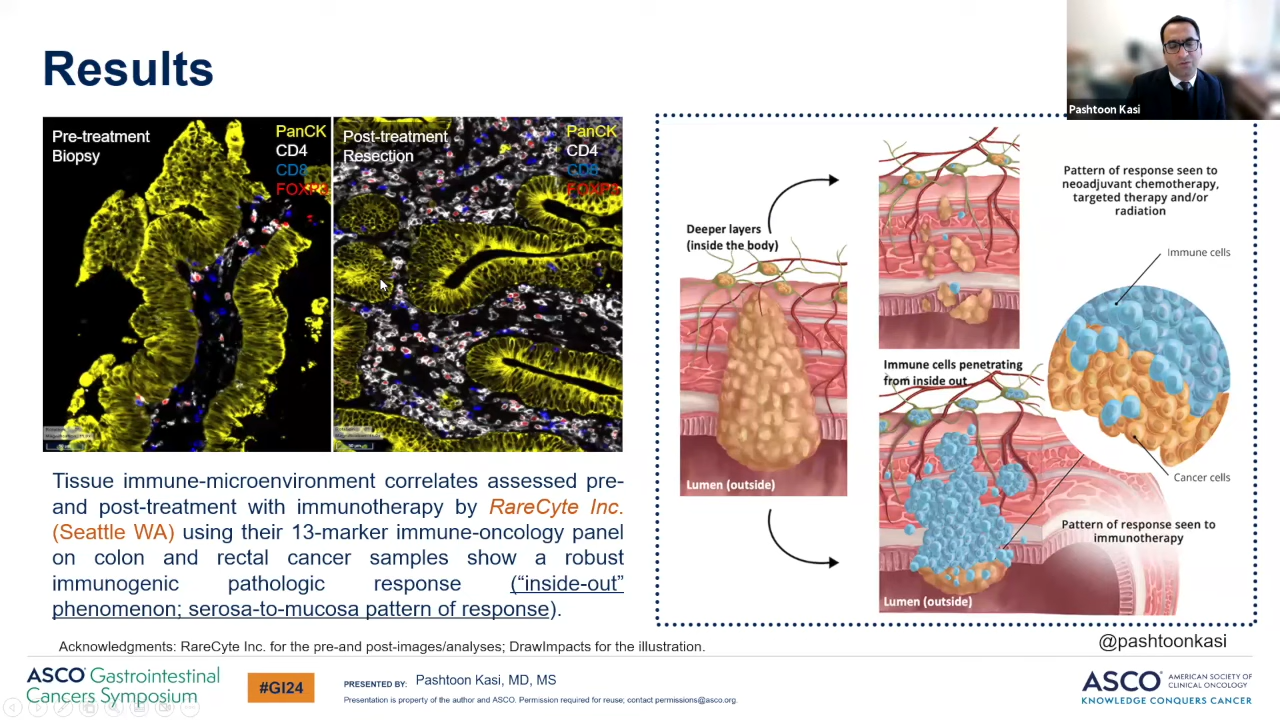 Results
Pashtoon Kasi
Pre-treatment
Biopsy
PanCK
CD4
CD8
FOXP3
Post-treatment
Resection
PanCK
CD4
CD8
FOXP3
Tissue immune-microenvironment correlates assessed pre-
and post-treatment with immunotherapy by RareCyte Inc.
(Seattle WA) using their 13-marker immune-oncology panel
on colon and rectal cancer samples show a robust
immunogenic pathologic response (“inside-out”
phenomenon; serosa-to-mucosa pattern of response).
Deeper layers
(inside the body)
Lumen (outside)
Pattern of response seen to
neoadjuvant chemotherapy,
targeted therapy and/or
radiation
Immune cells
Immune cells penetrating
from inside out
Cancer cells
Pattern of response seen to
immunotherapy
Lumen (outside)
@pashtoonkasi
Acknowledgments: RareCyte Inc. for the pre-and post-images/analyses; DrawImpacts for the illustration.
ASCO Gastrointestinal
Cancers Symposium
#GI24
PRESENTED BY: Pashtoon Kasi, MD, MS
Presentation is property of the author and ASCO. Permission required for reuse; contact permissions@asco.org.
ASCO AMERICAN SOCIETY OF
CLINICAL ONCOLOGY
KNOWLEDGE CONQUERS CANCER